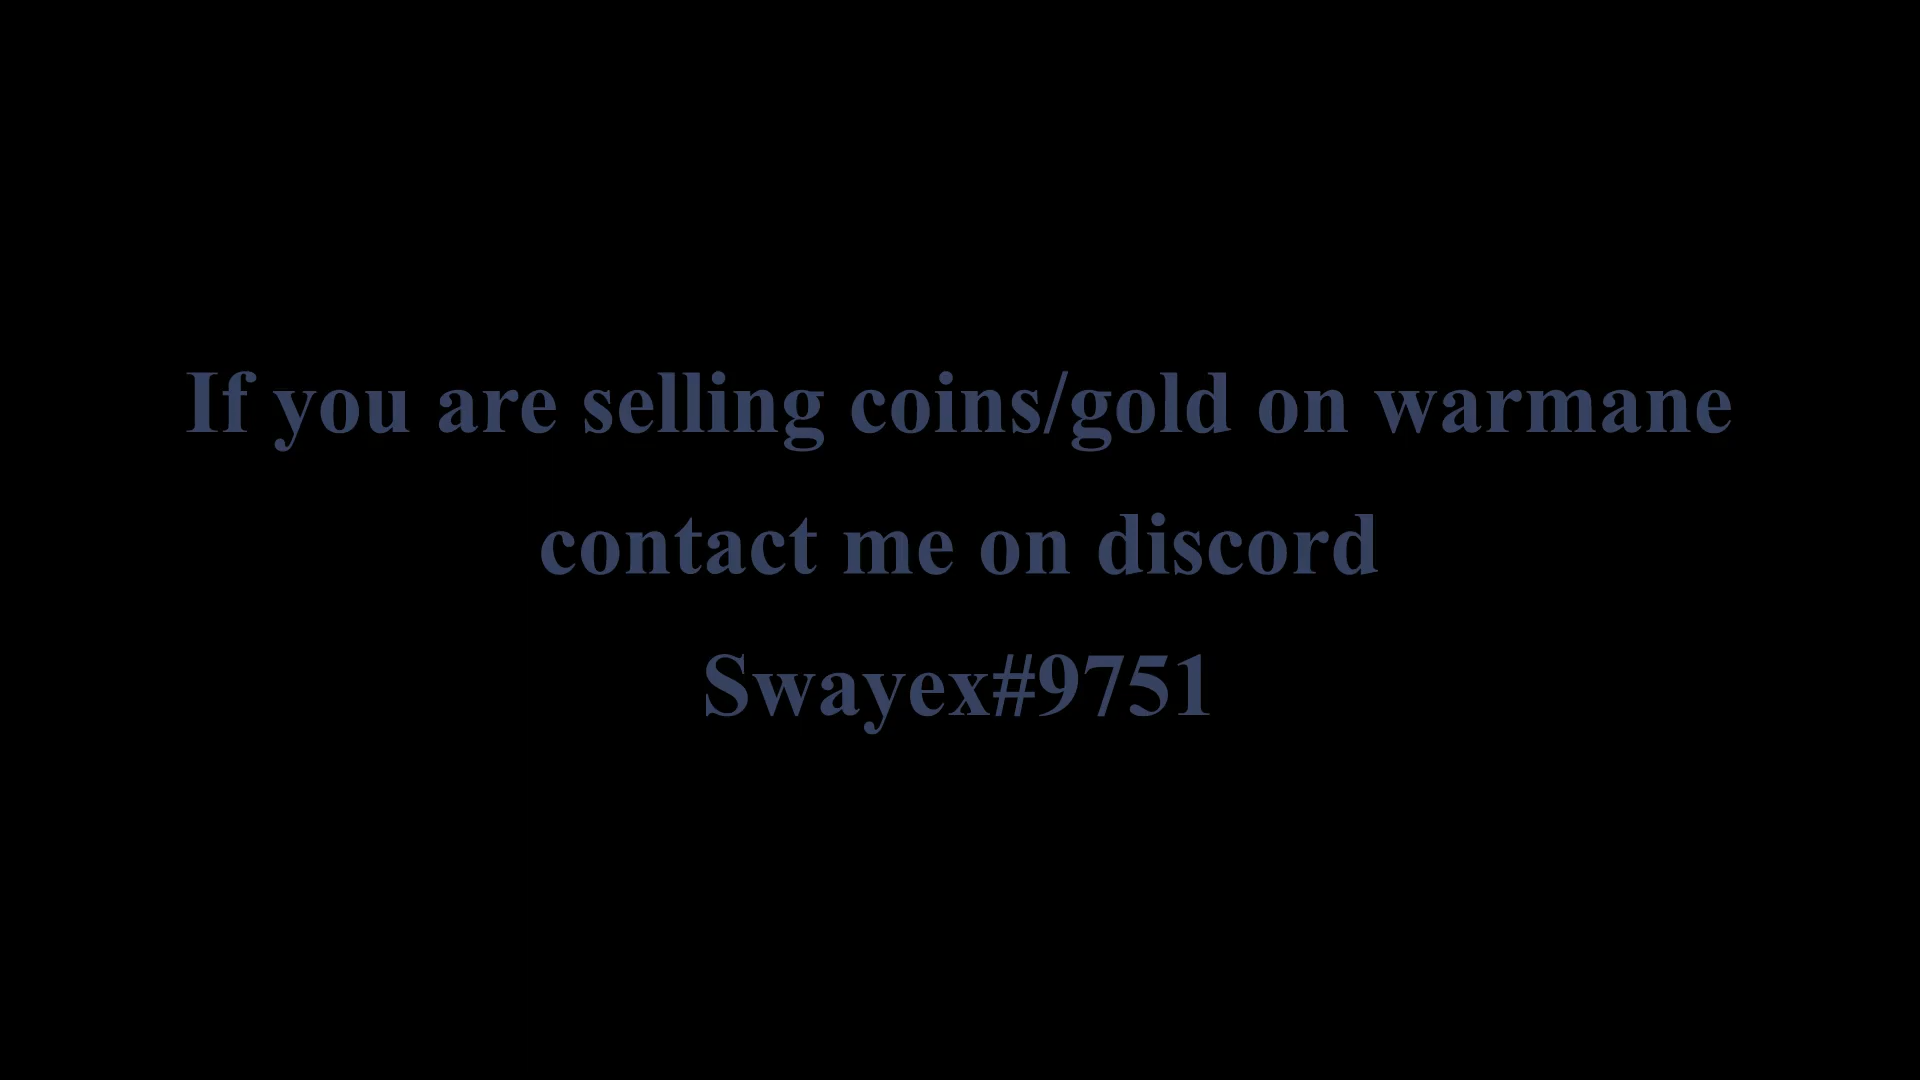 If you are selling coins/gold on warmane
contact me on discord
Swayex#9751